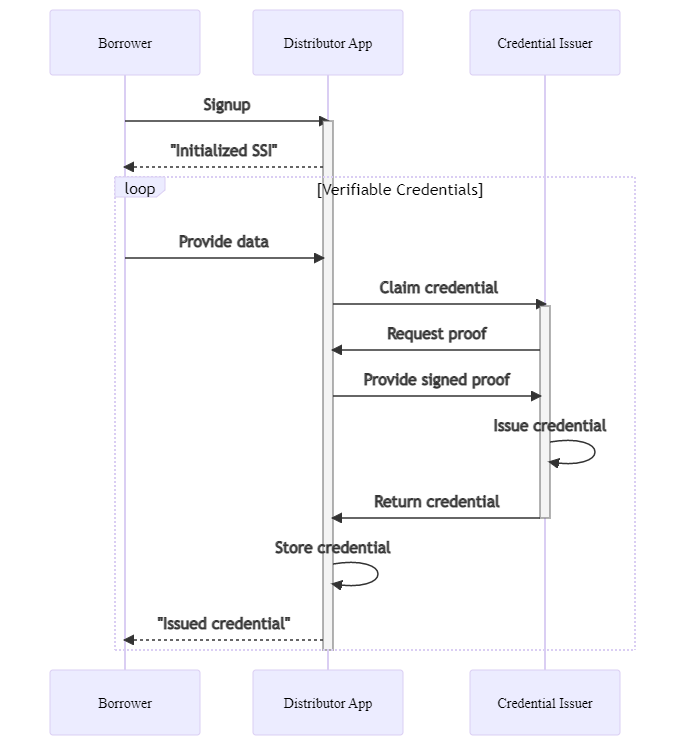 Borrower
Distributor App
Credential Issuer
Signup
"Initialized SSI"
loop
[Verifiable Credentials]
Provide data
Claim credential
Request proof
Provide signed proof
Issue credential
Return credential
Store credential
"Issued credential"
Borrower
Distributor App
Credential Issuer